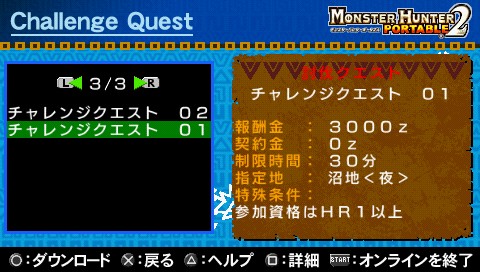 Challenge Quest
MONSTER HUNTER
PORTABLE 2
L 3/3 R
チャレンジクエスト 02
チャレンジクエスト 01
チャレンジクエスト 01
報酬金 : 3000z
契約金 : 0z
制限時間 : 30分
指定地 : 沼地<夜>
特殊条件 :
参加資格はHR1以上
○:ダウンロード ×:戻る △:ヘルプ □:詳細 START:オンラインを終了